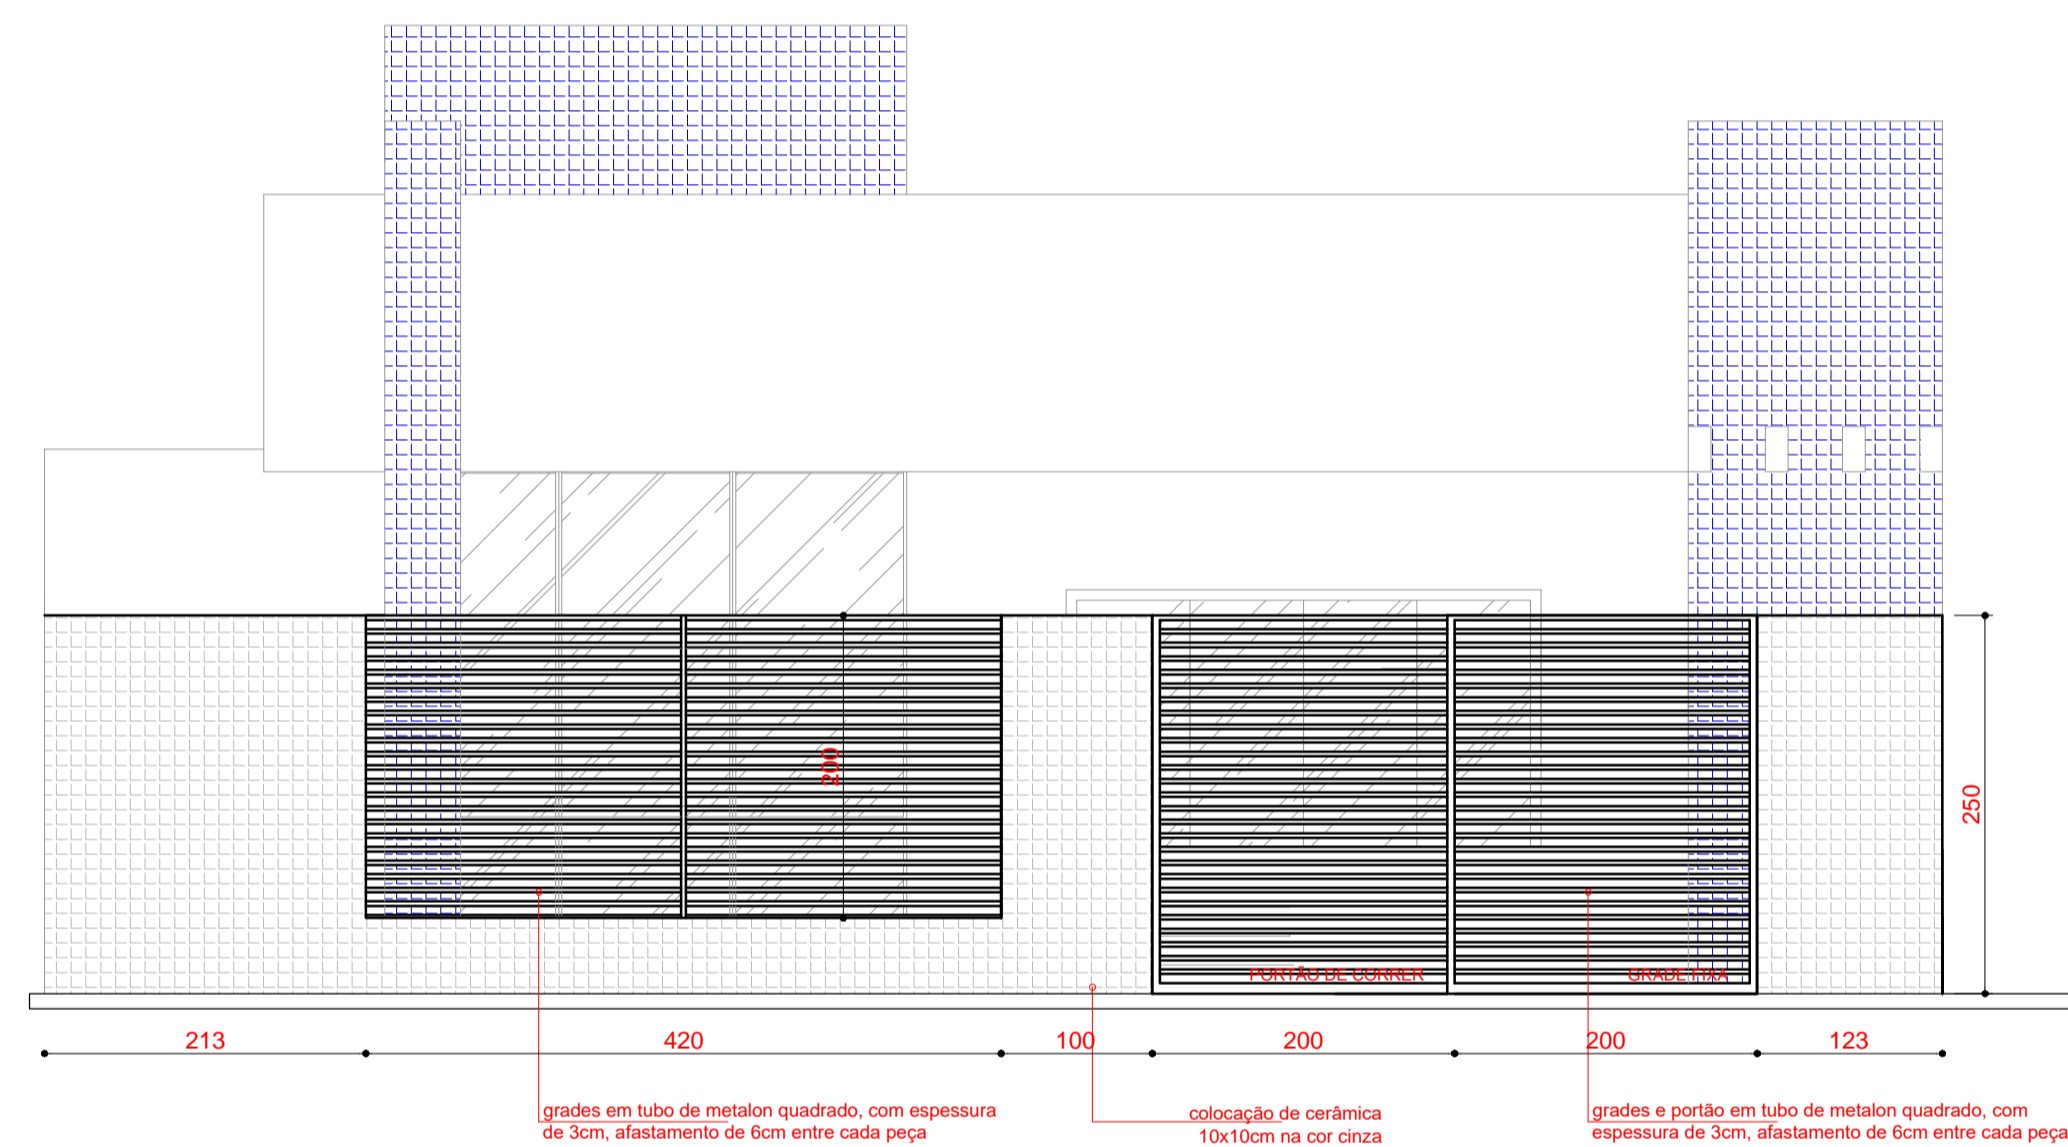 200
250
PORTÃO DE CORRER
GRADE FIXA
213
420
100
200
200
123
grades em tubo de metalon quadrado, com espessura
de 3cm, afastamento de 6cm entre cada peça
colocação de cerâmica
10x10cm na cor cinza
grades e portão em tubo de metalon quadrado, com
espessura de 3cm, afastamento de 6cm entre cada peça